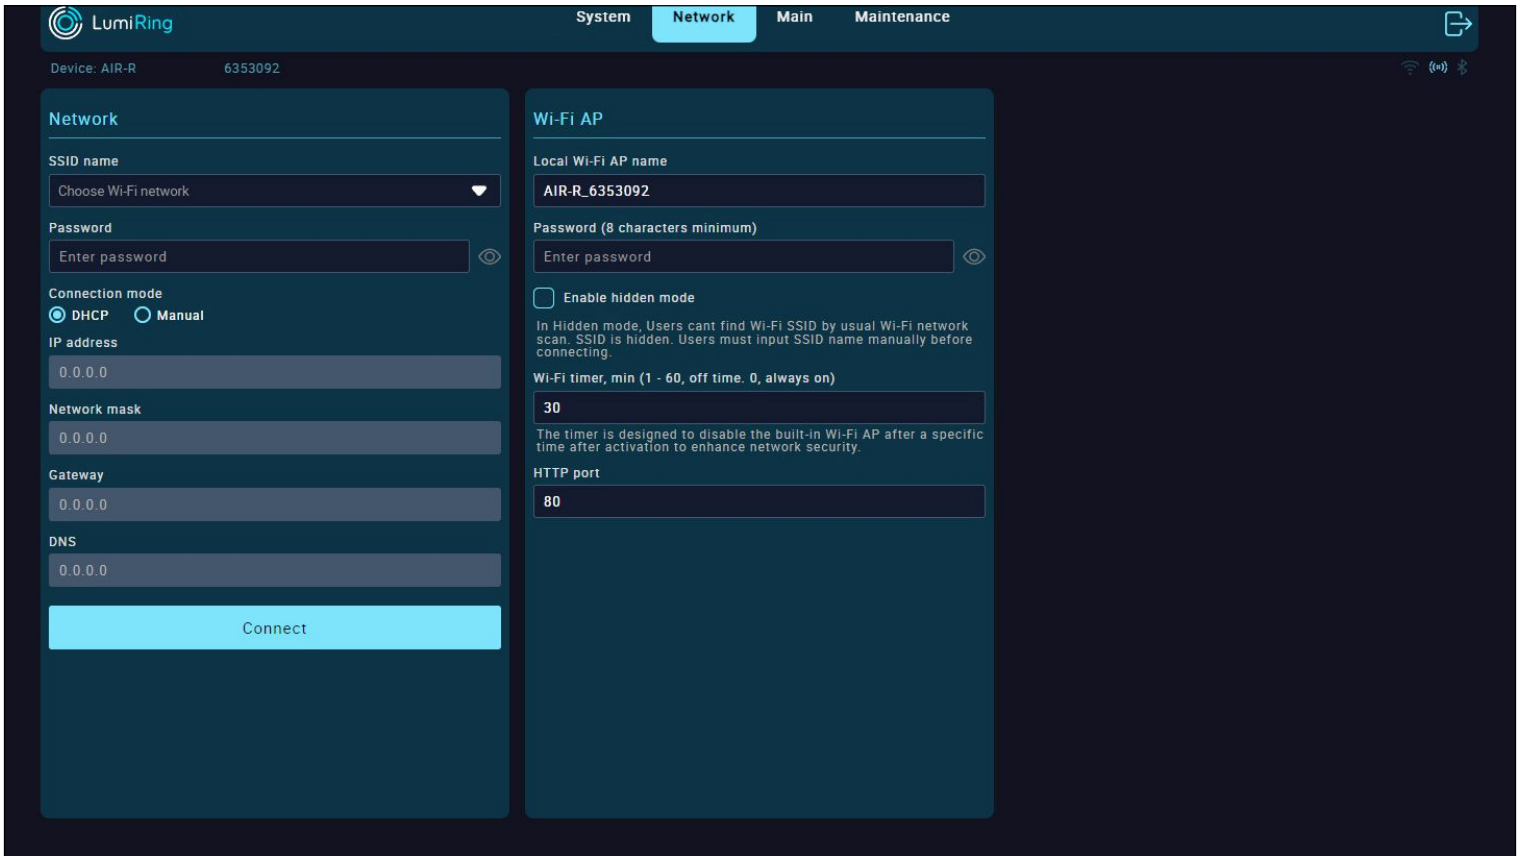 LumiRing
System Network Main Maintenance
Device: AIR-R 6353092
Network
SSID name
Choose Wi-Fi network
Password
Enter password
Connection mode
DHCP Manual
IP address
0.0.0.0
Network mask
0.0.0.0
Gateway
0.0.0.0
DNS
0.0.0.0
Connect
Wi-Fi AP
Local Wi-Fi AP name
AIR-R_6353092
Password (8 characters minimum)
Enter password
Enable hidden mode
In Hidden mode, Users cant find Wi-Fi SSID by usual Wi-Fi network
scan. SSID is hidden. Users must input SSID name manually before
connecting.
Wi-Fi timer, min (1 - 60, off time. 0, always on)
30
The timer is designed to disable the built-in Wi-Fi AP after a specific
time after activation to enhance network security.
HTTP port
80